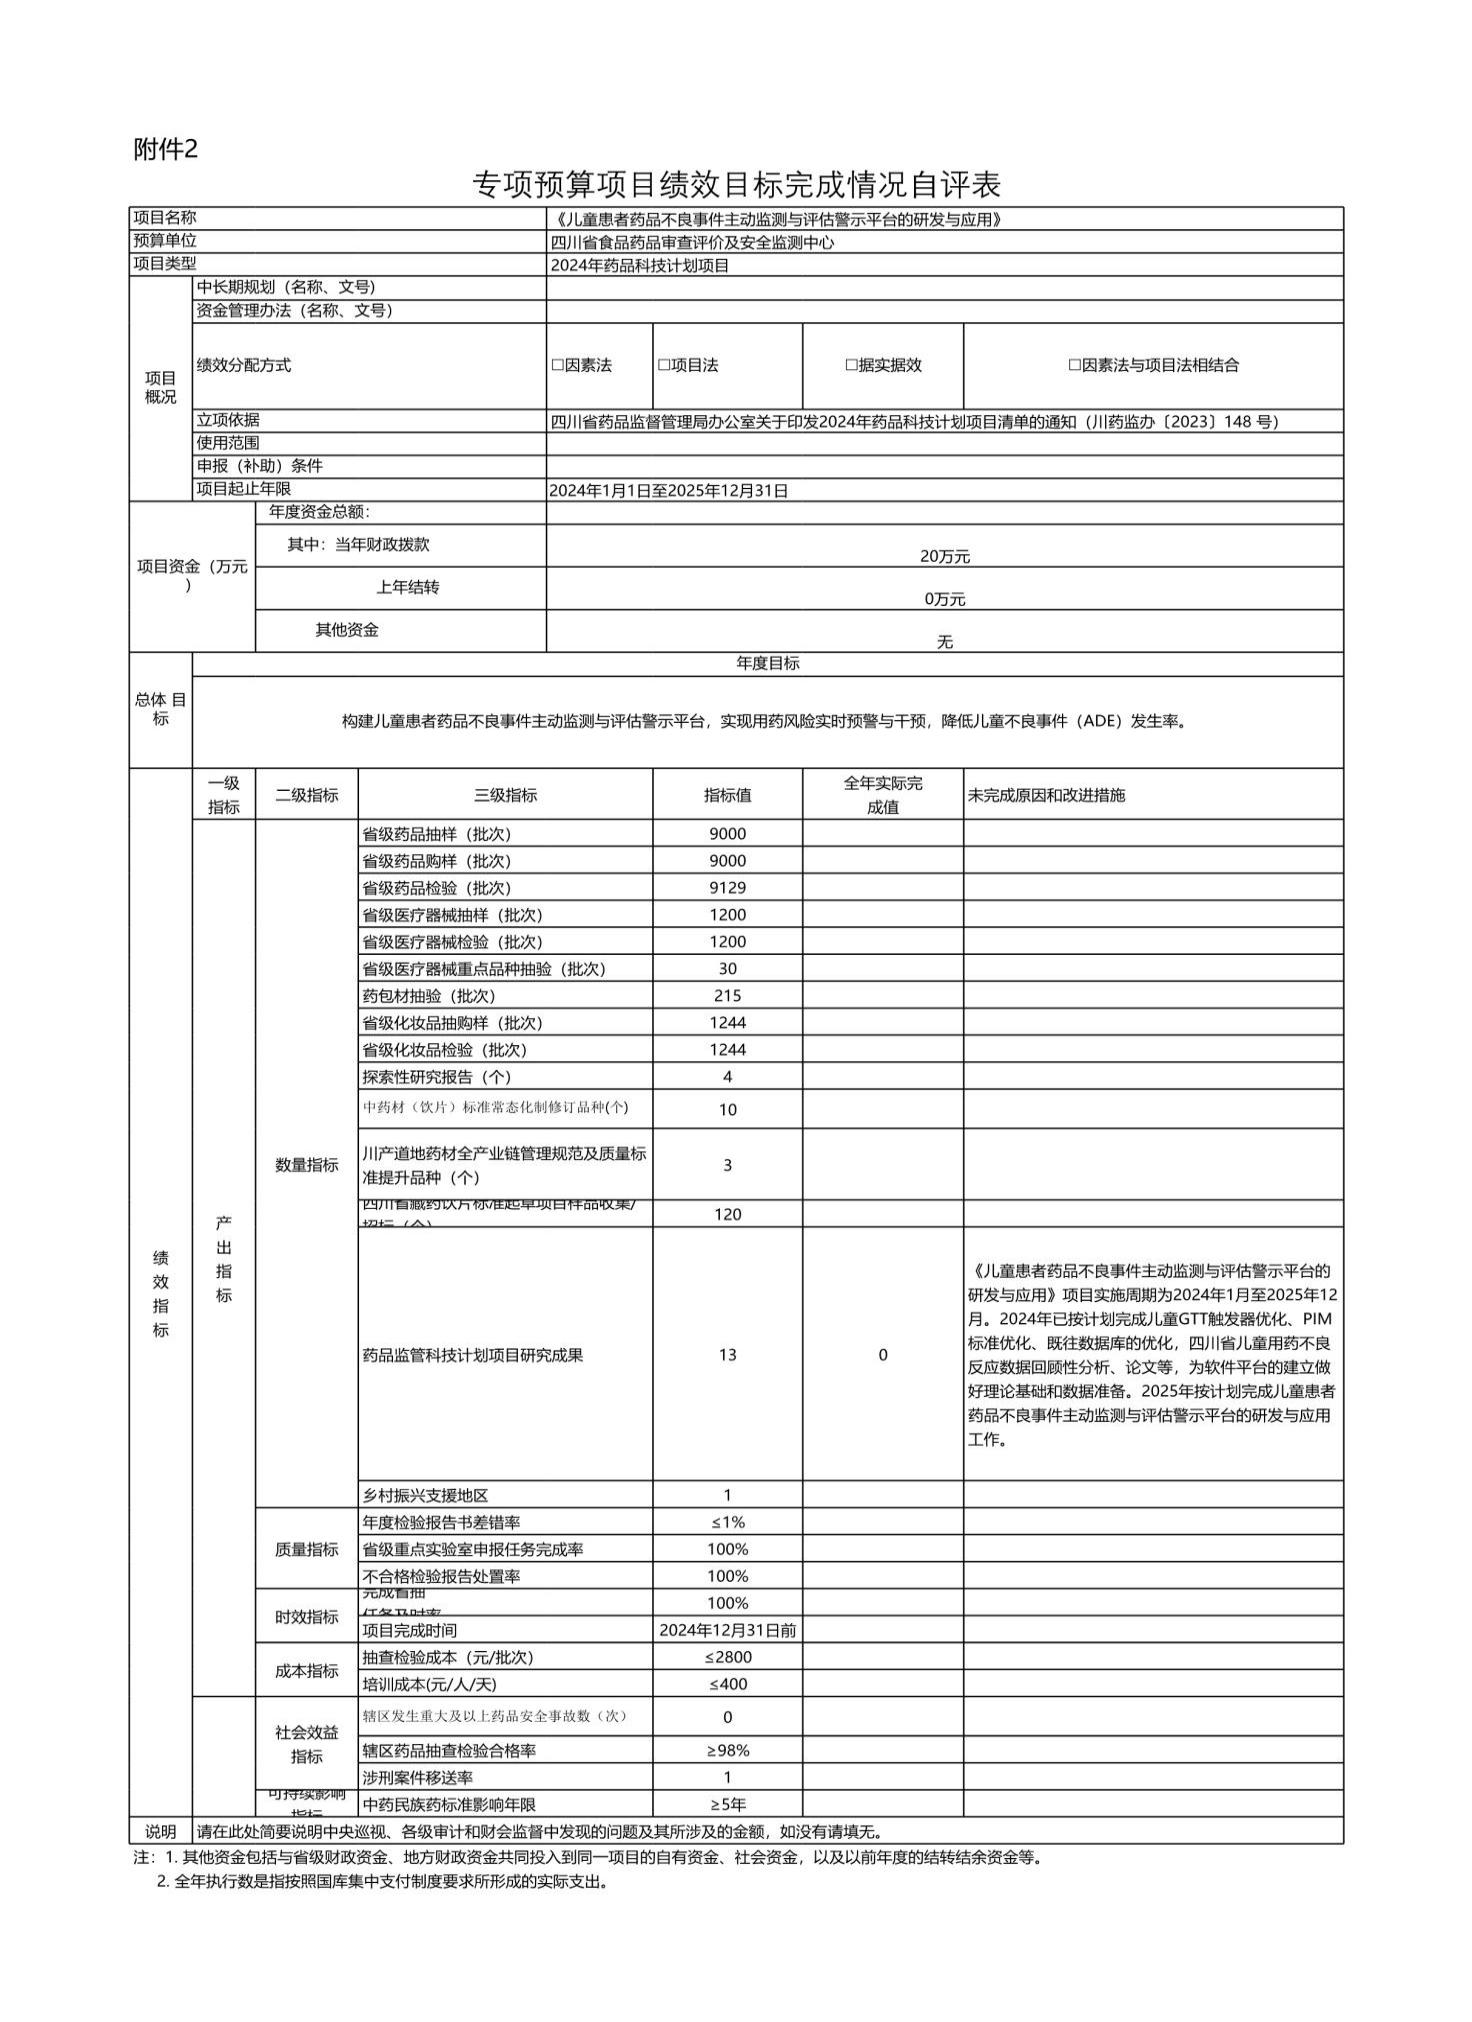 附件2
专项预算项目绩效目标完成情况自评表
项目名称 《儿童患者药品不良事件主动监测与评估警示平台的研发与应用》
预算单位 四川省食品药品审查评价及安全监测中心
项目类型 2024年药品科技计划项目
项目
概况
中长期规划（名称、文号）
资金管理办法（名称、文号）
绩效分配方式 □因素法 □项目法 □据实据效 □因素法与项目法相结合
立项依据 四川省药品监督管理局办公室关于印发2024年药品科技计划项目清单的通知（川药监办〔2023〕148 号）
使用范围
申报（补助）条件
项目起止年限 2024年1月1日至2025年12月31日
项目资金（万元
）
年度资金总额：
其中：当年财政拨款 20万元
上年结转 0万元
其他资金 无
总体 目
标
年度目标
构建儿童患者药品不良事件主动监测与评估警示平台，实现用药风险实时预警与干预，降低儿童不良事件（ADE）发生率。
绩
效
指
标
一级
指标
二级指标 三级指标 指标值
全年实际完
成值
未完成原因和改进措施
产
出
指
标
数量指标
省级药品抽样（批次） 9000
省级药品购样（批次） 9000
省级药品检验（批次） 9129
省级医疗器械抽样（批次） 1200
省级医疗器械检验（批次） 1200
省级医疗器械重点品种抽验（批次） 30
药包材抽验（批次） 215
省级化妆品抽购样（批次） 1244
省级化妆品检验（批次） 1244
探索性研究报告（个） 4
中药材（饮片）标准常态化制修订品种(个) 10
川产道地药材全产业链管理规范及质量标
准提升品种（个）
3
四川省藏药饮片标准起草项目样品收集/
120
药品监管科技计划项目研究成果 13 0
《儿童患者药品不良事件主动监测与评估警示平台的
研发与应用》项目实施周期为2024年1月至2025年12
月。2024年已按计划完成儿童GTT触发器优化、PIM
标准优化、既往数据库的优化，四川省儿童用药不良
反应数据回顾性分析、论文等，为软件平台的建立做
好理论基础和数据准备。2025年按计划完成儿童患者
药品不良事件主动监测与评估警示平台的研发与应用
工作。
乡村振兴支援地区 1
质量指标
年度检验报告书差错率 ≤1%
省级重点实验室申报任务完成率 100%
不合格检验报告处置率 100%
时效指标
完成省抽
任务及时率
100%
项目完成时间 2024年12月31日前
成本指标
抽查检验成本（元/批次） ≤2800
培训成本(元/人/天) ≤400
社会效益
指标
辖区发生重大及以上药品安全事故数（次） 0
辖区药品抽查检验合格率 ≥98%
涉刑案件移送率 1
可持续影响
指标
中药民族药标准影响年限 ≥5年
说明 请在此处简要说明中央巡视、各级审计和财会监督中发现的问题及其所涉及的金额，如没有请填无。
注：1. 其他资金包括与省级财政资金、地方财政资金共同投入到同一项目的自有资金、社会资金，以及以前年度的结转结余资金等。
2. 全年执行数是指按照国库集中支付制度要求所形成的实际支出。